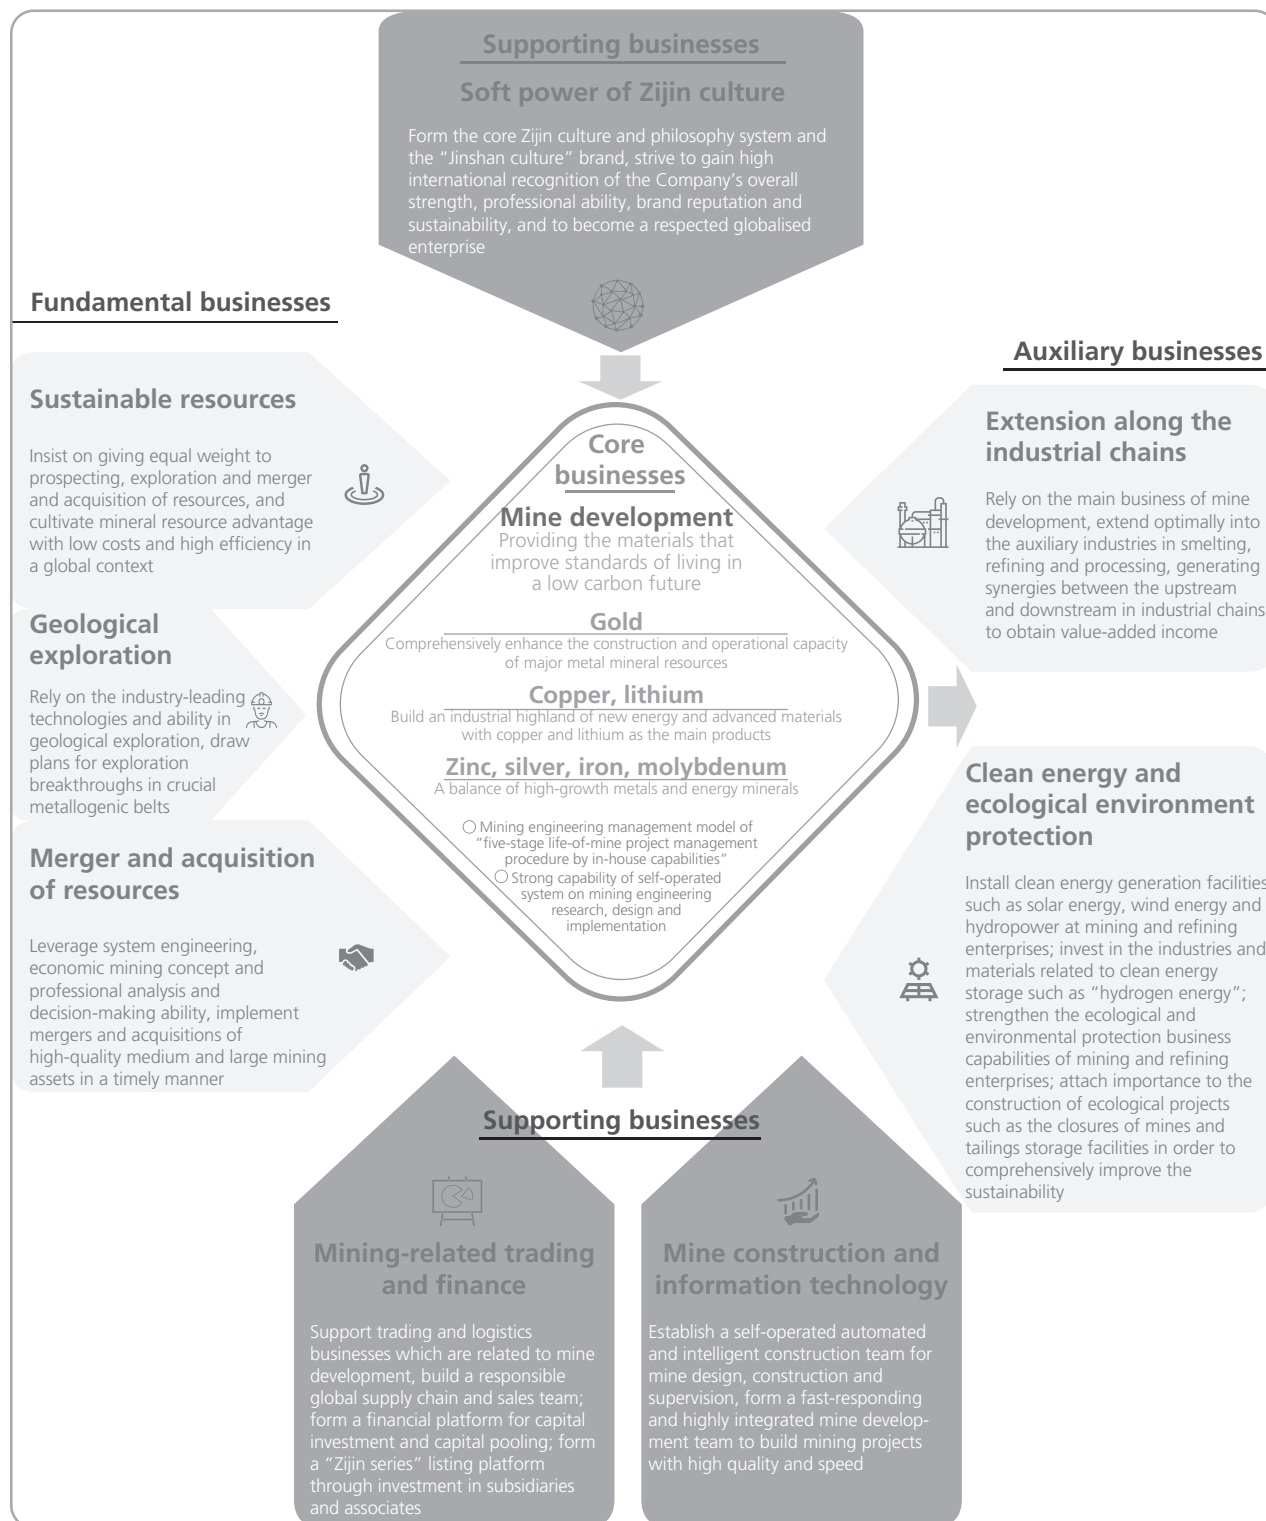 Supporting businesses
Soft power of Zijin culture
Form the core Zijin culture and philosophy system and
the “Jinshan culture” brand, strive to gain high
international recognition of the Company’s overall
strength, professional ability, brand reputation and
sustainability, and to become a respected globalised
enterprise
Fundamental businesses
Sustainable resources
Insist on giving equal weight to
prospecting, exploration and merger
and acquisition of resources, and
cultivate mineral resource advantage
with low costs and high efficiency in
a global context
Geological
exploration
Rely on the industry-leading
technologies and ability in
geological exploration, draw
plans for exploration
breakthroughs in crucial
metallogenic belts
Merger and acquisition
of resources
Leverage system engineering,
economic mining concept and
professional analysis and
decision-making ability, implement
mergers and acquisitions of
high-quality medium and large mining
assets in a timely manner
Core
businesses
Mine development
Providing the materials that
improve standards of living in
a low carbon future
Gold
Comprehensively enhance the construction and operational capacity
of major metal mineral resources
Copper, lithium
Build an industrial highland of new energy and advanced materials
with copper and lithium as the main products
Zinc, silver, iron, molybdenum
A balance of high-growth metals and energy minerals
Mining engineering management model of
“five-stage life-of-mine project management
procedure by in-house capabilities”
Strong capability of self-operated
system on mining engineering
research, design and
implementation
Auxiliary businesses
Extension along the
industrial chains
Rely on the main business of mine
development, extend optimally into
the auxiliary industries in smelting,
refining and processing, generating
synergies between the upstream
and downstream in industrial chains
to obtain value-added income
Clean energy and
ecological environment
protection
Install clean energy generation facilities
such as solar energy, wind energy and
hydropower at mining and refining
enterprises; invest in the industries and
materials related to clean energy
storage such as “hydrogen energy”;
strengthen the ecological and
environmental protection business
capabilities of mining and refining
enterprises; attach importance to the
construction of ecological projects
such as the closures of mines and
tailings storage facilities in order to
comprehensively improve the
sustainability
Supporting businesses
Mining-related trading
and finance
Support trading and logistics
businesses which are related to mine
development, build a responsible
global supply chain and sales team;
form a financial platform for capital
investment and capital pooling; form
a “Zijin series” listing platform
through investment in subsidiaries
and associates
Mine construction and
information technology
Establish a self-operated automated
and intelligent construction team for
mine design, construction and
supervision, form a fast-responding
and highly integrated mine develop-
ment team to build mining projects
with high quality and speed